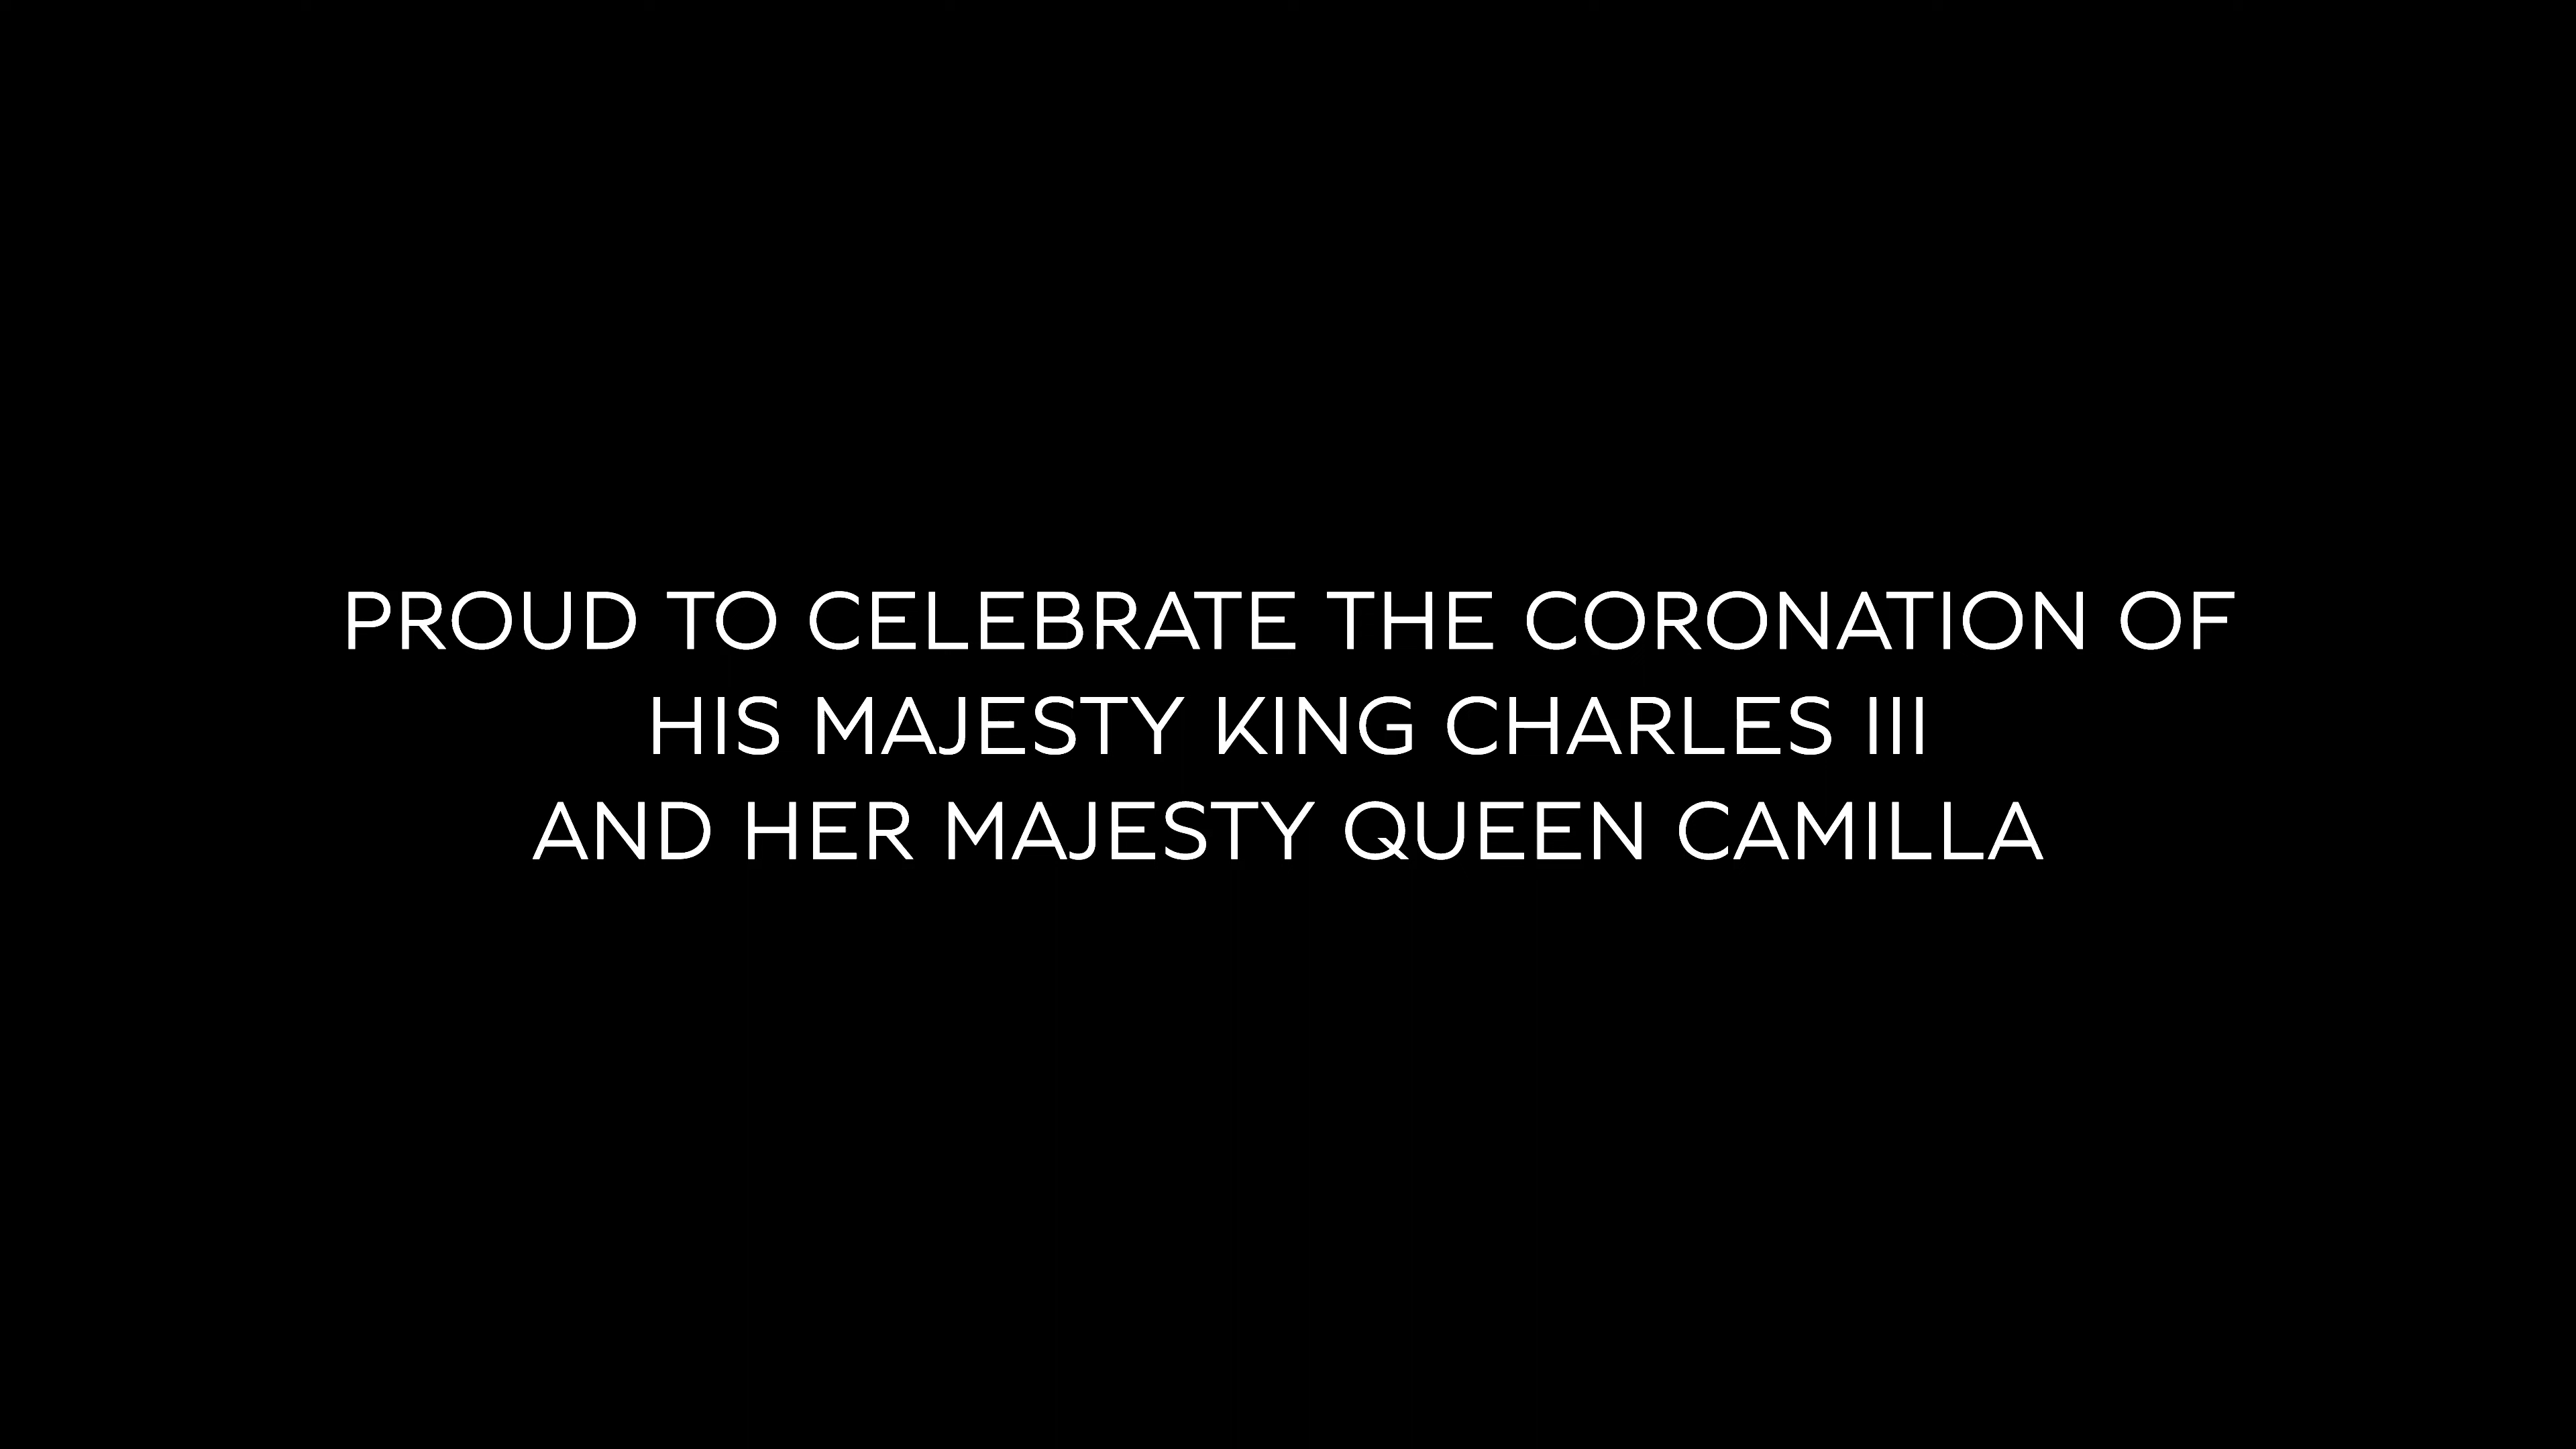 PROUD TO CELEBRATE THE CORONATION OF
HIS MAJESTY KING CHARLES III
AND HER MAJESTY QUEEN CAMILLA